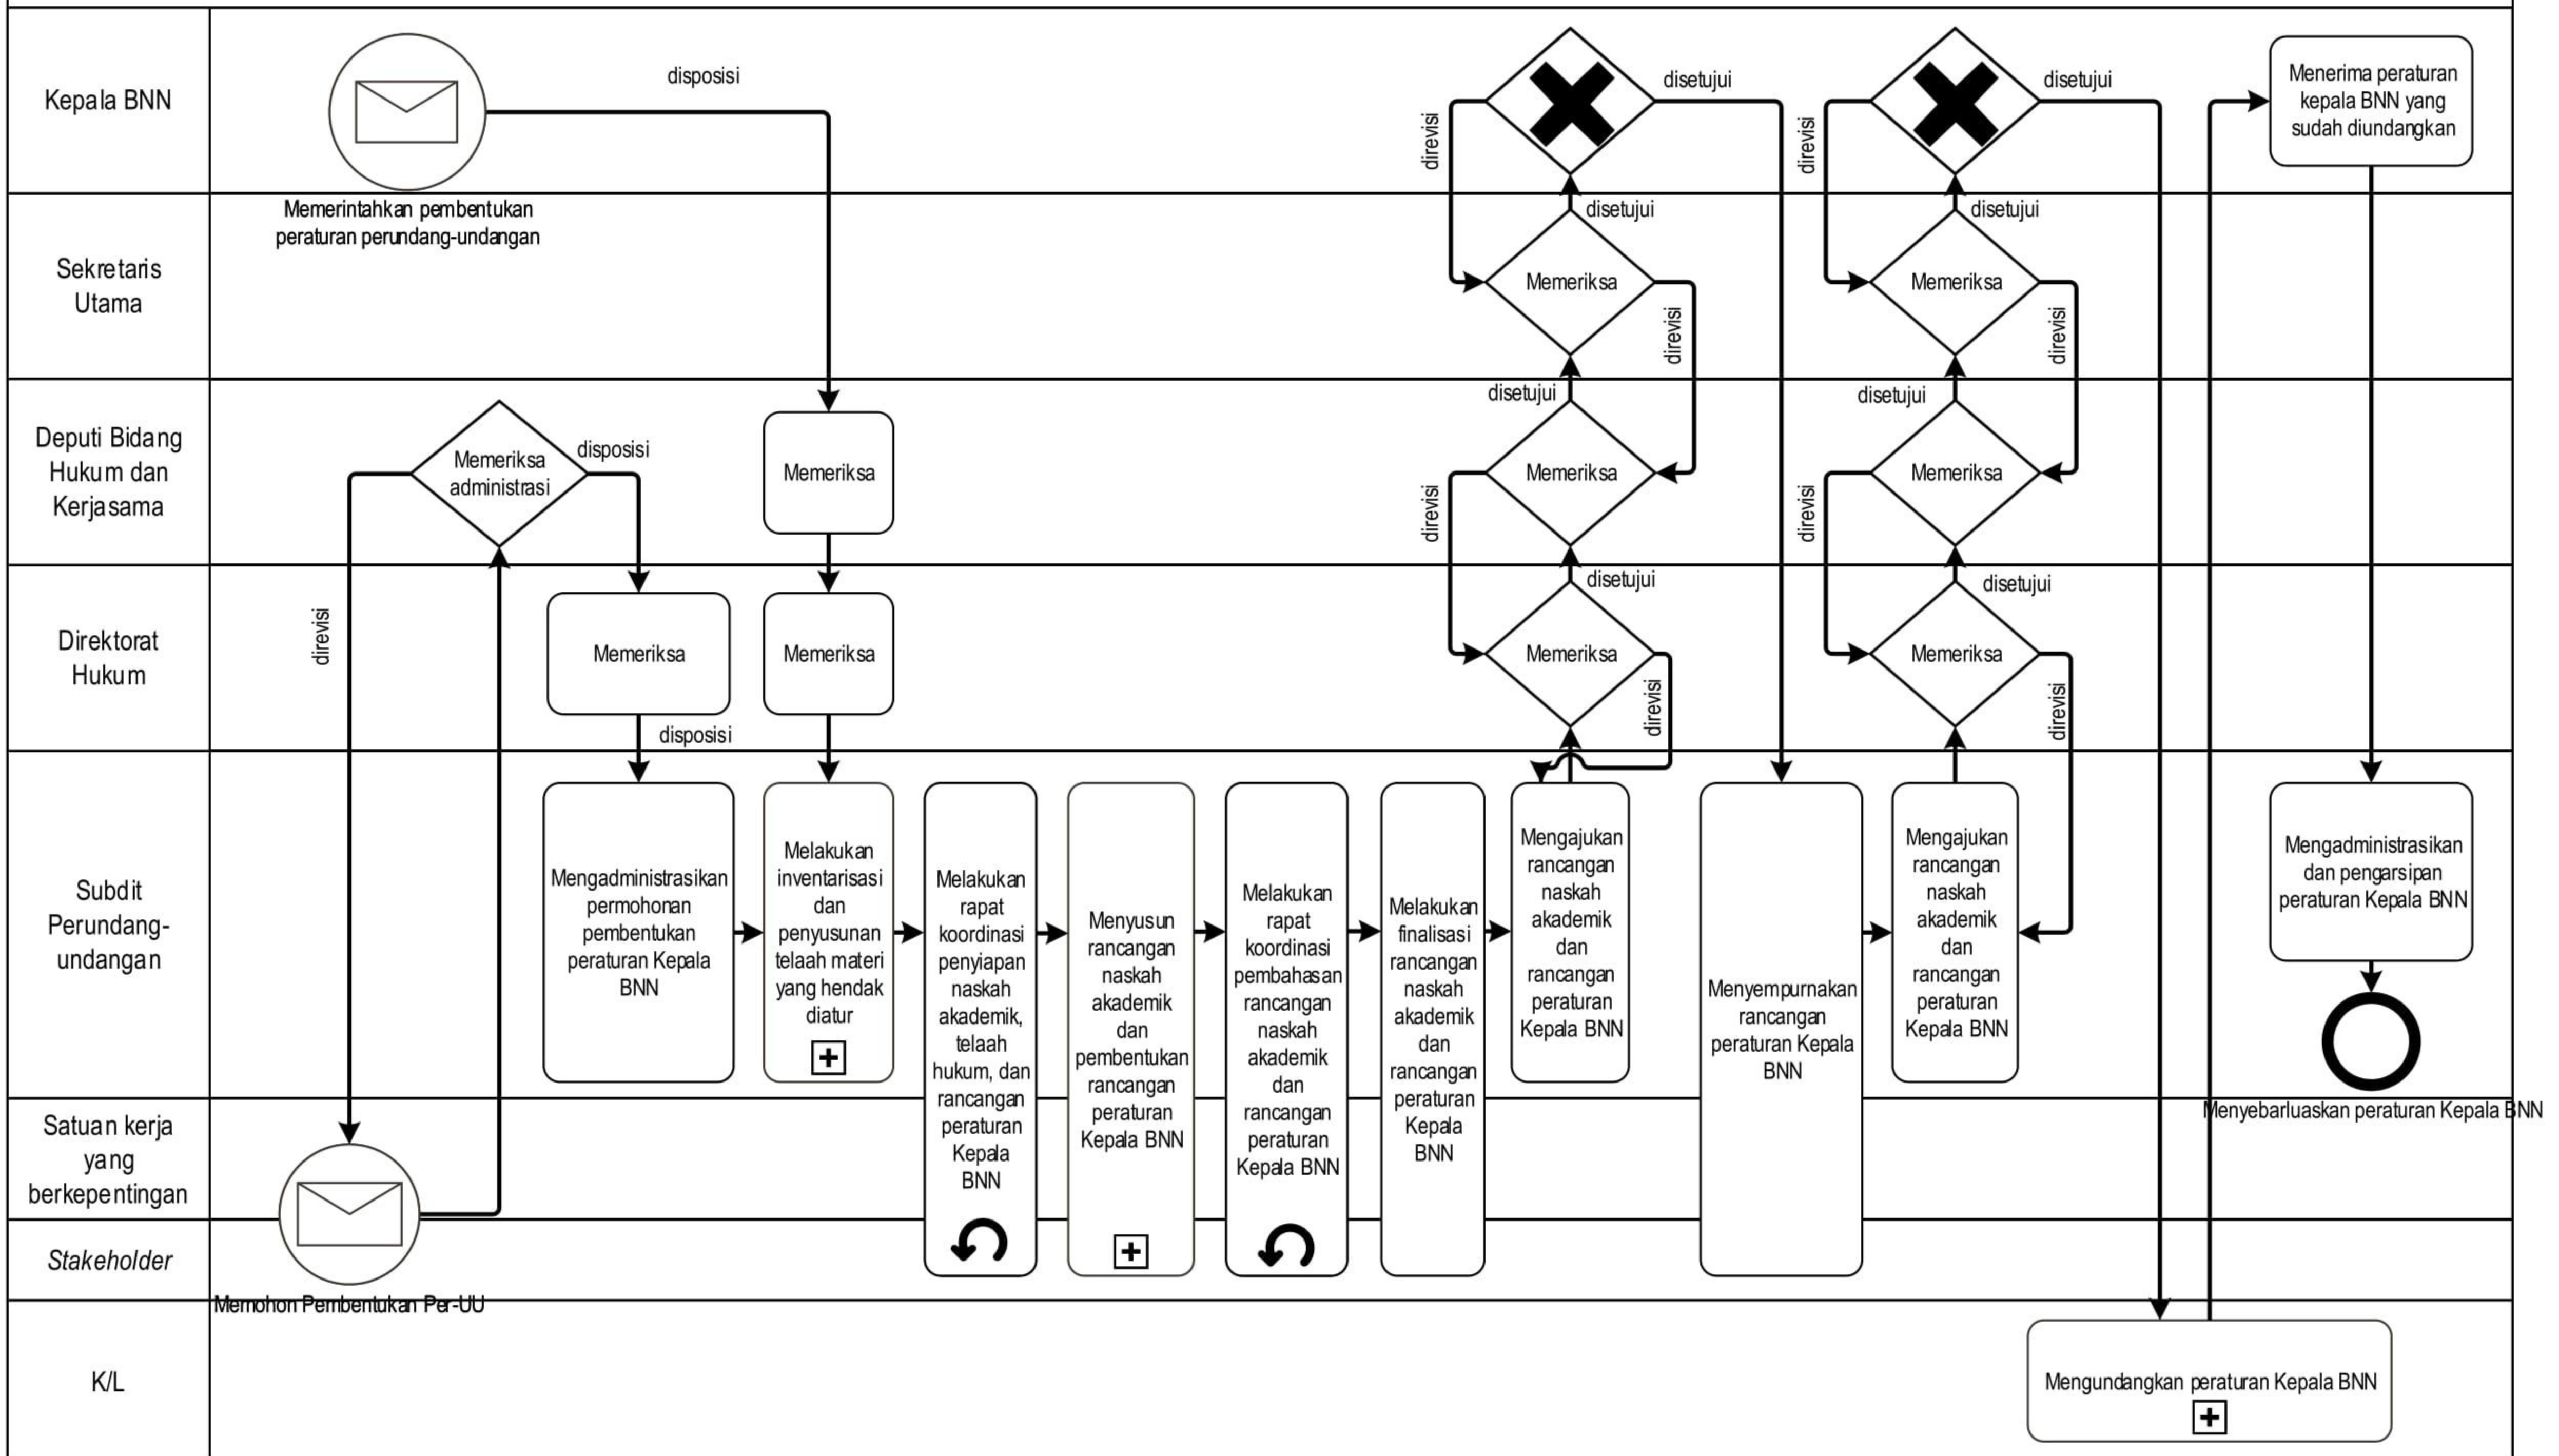 Kepala BNN
disposisi
Memerintahkan pembentukan
peraturan perundang-undangan
direvisi
disetujui
direvisi
disetujui
Menerima peraturan
kepala BNN yang
sudah diundangkan
Sekretaris
Utama
disetujui
Memeriksa
direvisi
disetujui
Memeriksa
direvisi
Deputi Bidang
Hukum dan
Kerjasama
Memeriksa
administrasi
disposisi
Memeriksa
disetujui
Memeriksa
direvisi
disetujui
Memeriksa
direvisi
Direktorat
Hukum
direvisi
Memeriksa
disposisi
Memeriksa
disetujui
Memeriksa
direvisi
disetujui
Memeriksa
direvisi
Subdit
Perundang-
undangan
Mengadministrasikan
permohonan
pembentukan
peraturan Kepala
BNN
Melakukan
inventarisasi
dan
penyusunan
telaah materi
yang hendak
diatur
Melakukan
rapat
koordinasi
penyiapan
naskah
akademik,
telaah
hukum, dan
rancangan
peraturan
Kepala
BNN
Menyusun
rancangan
naskah
akademik
dan
pembentukan
rancangan
peraturan
Kepala BNN
Melakukan
rapat
koordinasi
pembahasan
rancangan
naskah
akademik
dan
rancangan
peraturan
Kepala BNN
Melakukan
finalisasi
rancangan
naskah
akademik
dan
rancangan
peraturan
Kepala
BNN
Mengajukan
rancangan
naskah
akademik
dan
rancangan
peraturan
Kepala BNN
Menyempurnakan
rancangan
peraturan Kepala
BNN
Mengajukan
rancangan
naskah
akademik
dan
rancangan
peraturan
Kepala BNN
Mengadministrasikan
dan pengarsipan
peraturan Kepala BNN
Menyebarluaskan peraturan Kepala BNN
Satuan kerja
yang
berkepentingan
Stakeholder
Memohon Pembentukan Per-UU
K/L
Mengundangkan peraturan Kepala BNN